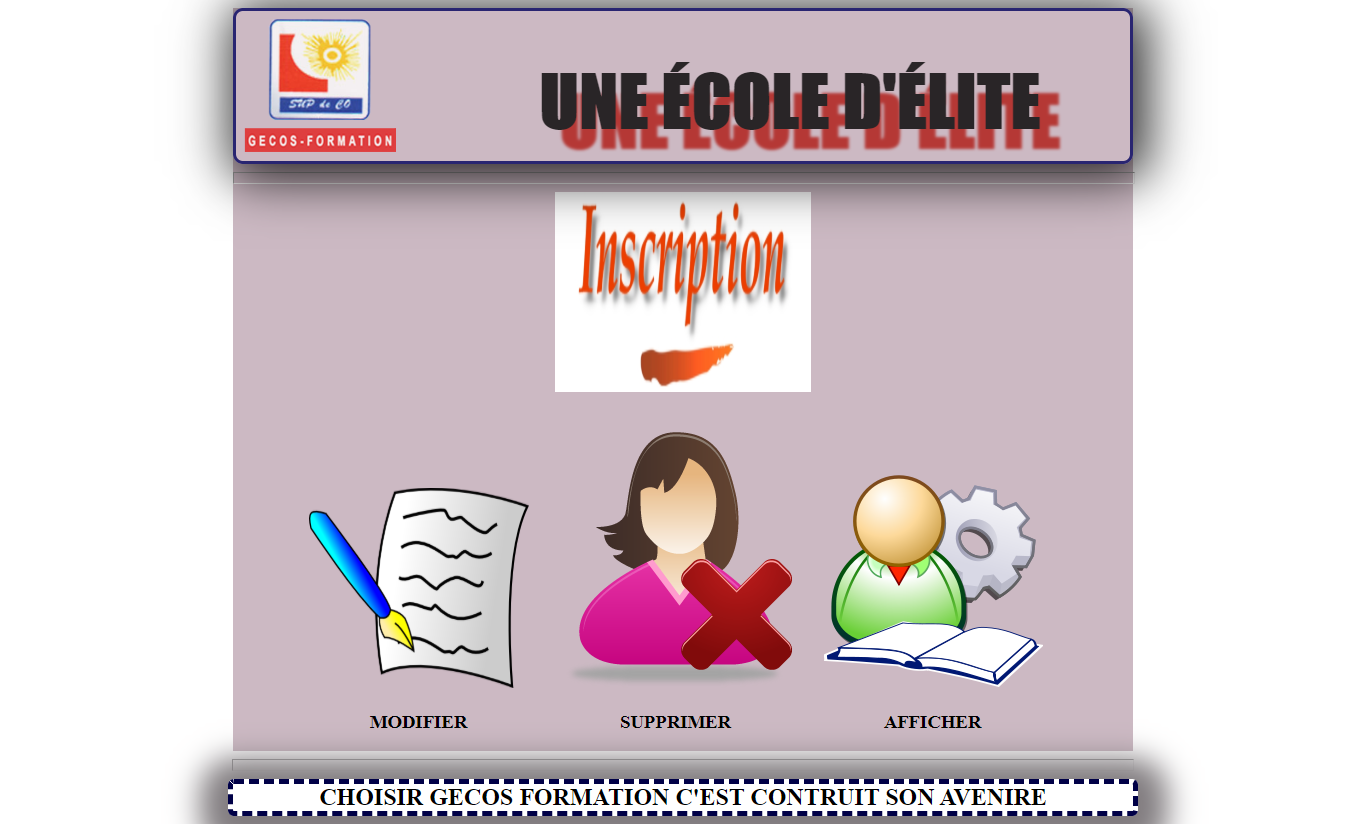 SUP de CO
GECOS-FORMATION
UNE ÉCOLE D'ÉLITE
Inscription
MODIFIER SUPPRIMER AFFICHER
CHOISIR GECOS FORMATION C'EST CONTRUIT SON AVENIRE